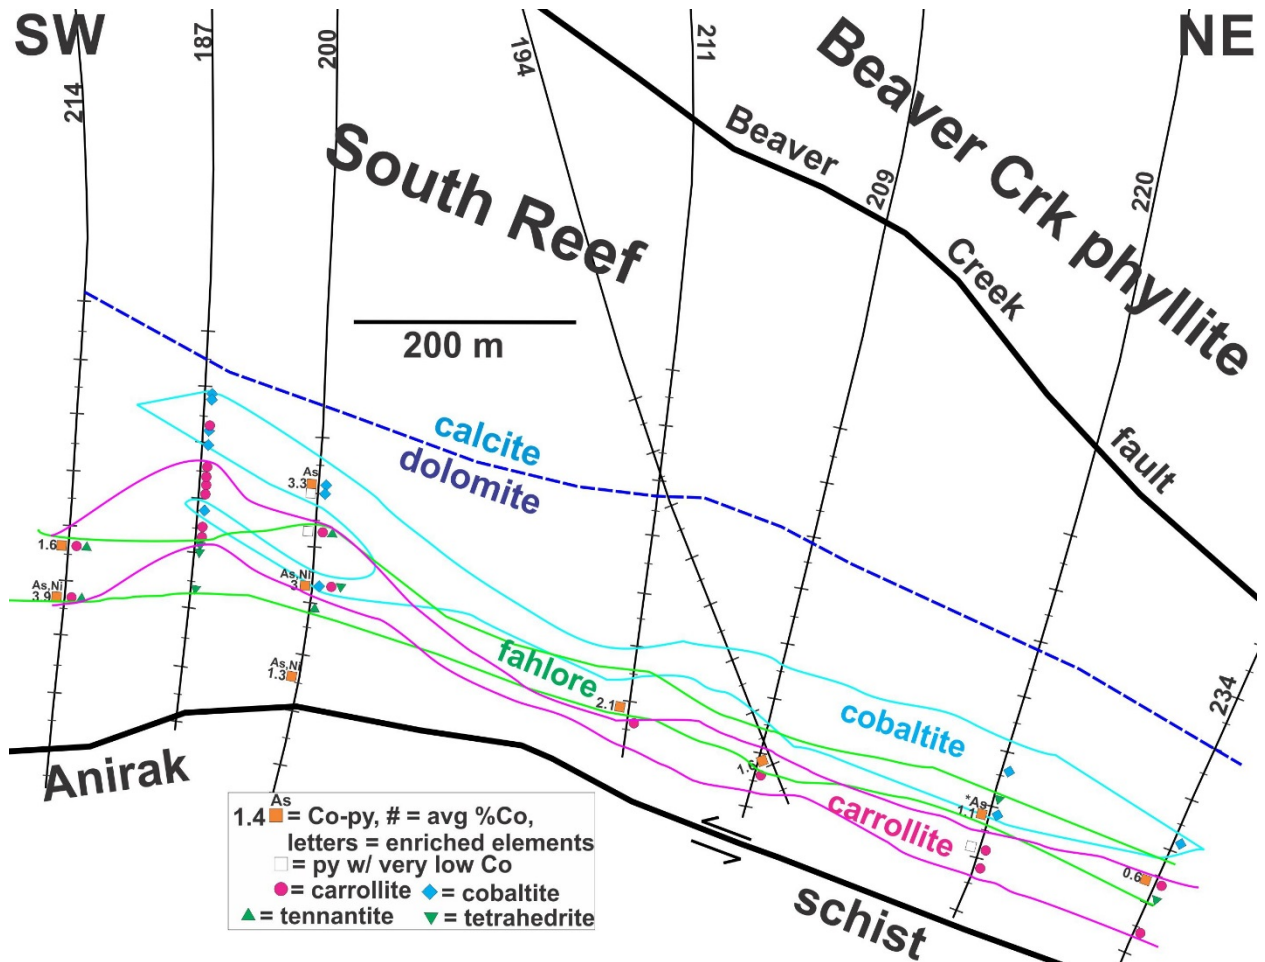 SW
NE
214
187
200
194
211
209
220
234
South Reef
Beaver Crk phyllite
Beaver
Creek
fault
200 m
calcite
dolomite
As
3.3
1.6
As,Ni
3.9
As,Ni
3
As,Ni
1.3
fahlore
2.1
cobaltite
1.6
*As
1.1
carrollite
0.6
Anirak
schist
As
1.4 = Co-py, # = avg %Co,
letters = enriched elements
= py w/ very low Co
= carrollite = cobaltite
= tennantite = tetrahedrite